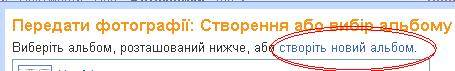 Передати фотографії: Створення або вибір альбому
Виберіть альбом, розташований нижче, або створіть новий альбом.